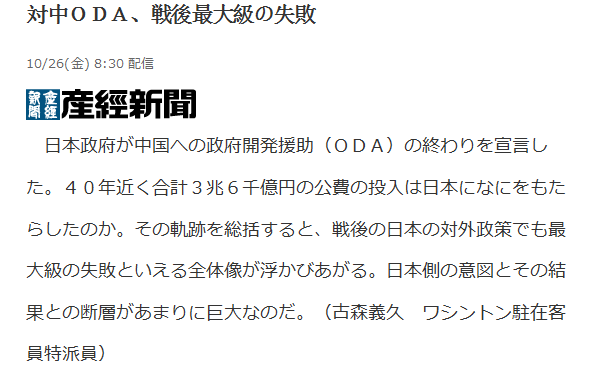 対中ＯＤＡ、戦後最大級の失敗
10/26(金) 8:30 配信
産経新聞 産經新聞
　日本政府が中国への政府開発援助（ＯＤＡ）の終わりを宣言し
た。４０年近く合計３兆６千億円の公費の投入は日本になにをもた
らしたのか。その軌跡を総括すると、戦後の日本の対外政策でも最
大級の失敗といえる全体像が浮かびあがる。日本側の意図とその結
果との断層があまりに巨大なのだ。（古森義久　ワシントン駐在客
員特派員）